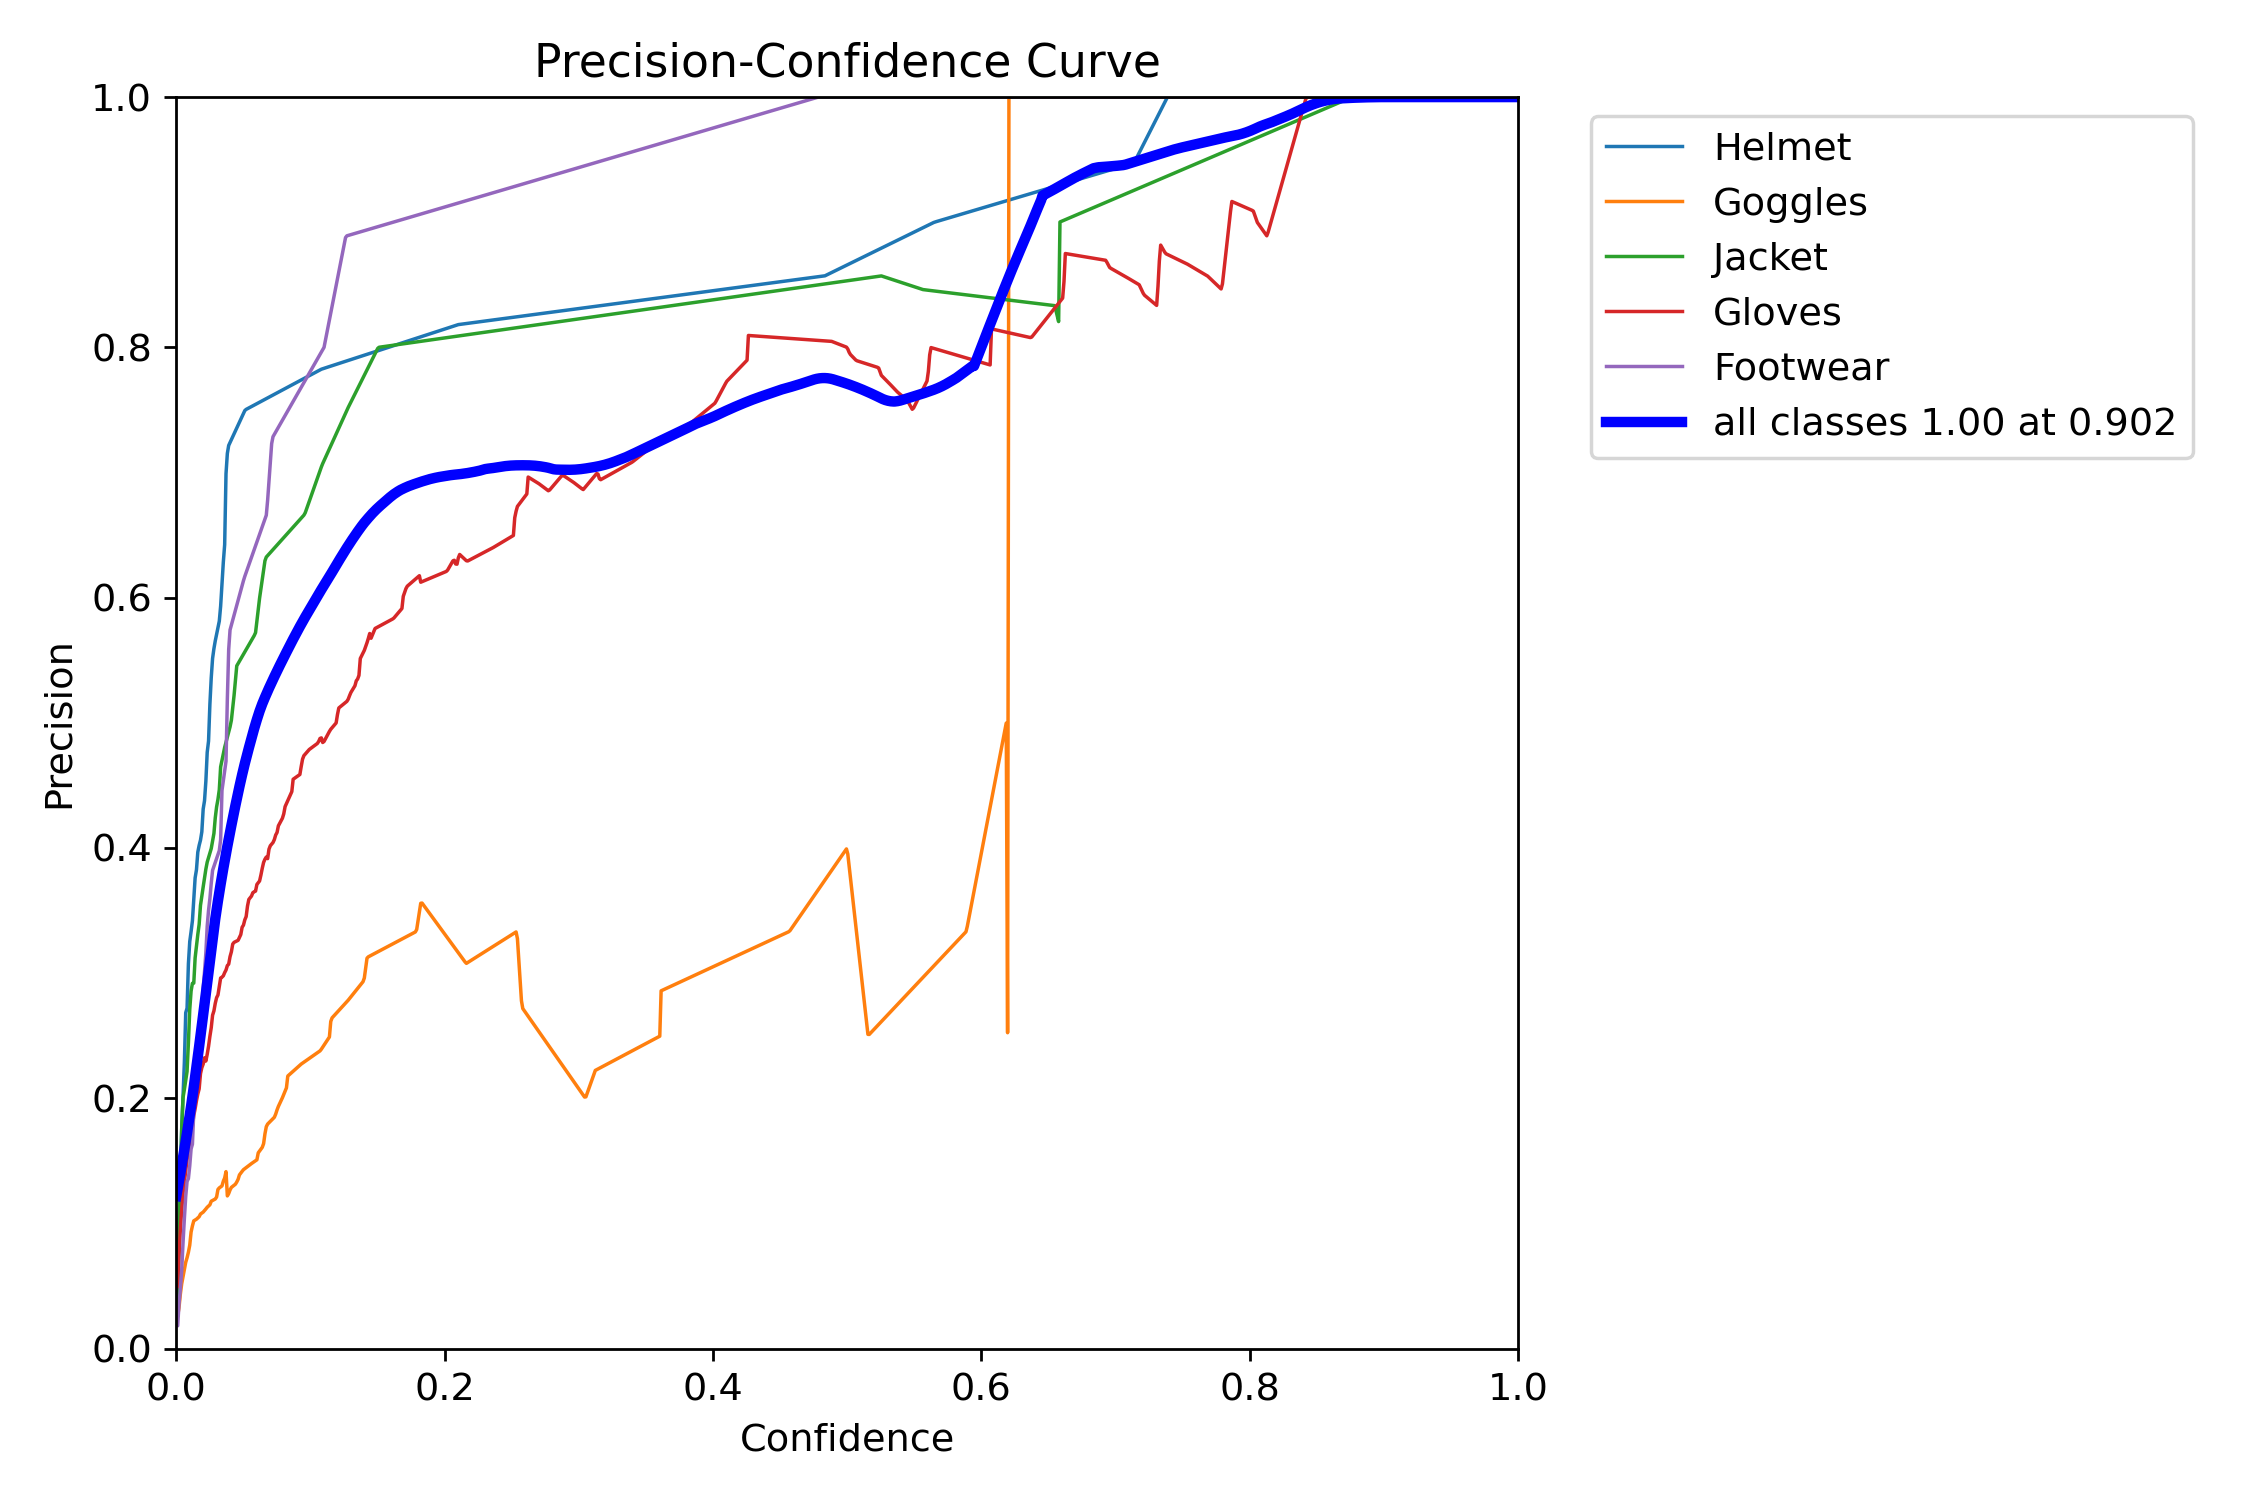 Precision-Confidence Curve
1.0
0.8
0.6
0.4
0.2
0.0
Precision
0.0 0.2 0.4 0.6 0.8 1.0
Confidence
Helmet
Goggles
Jacket
Gloves
Footwear
all classes 1.00 at 0.902